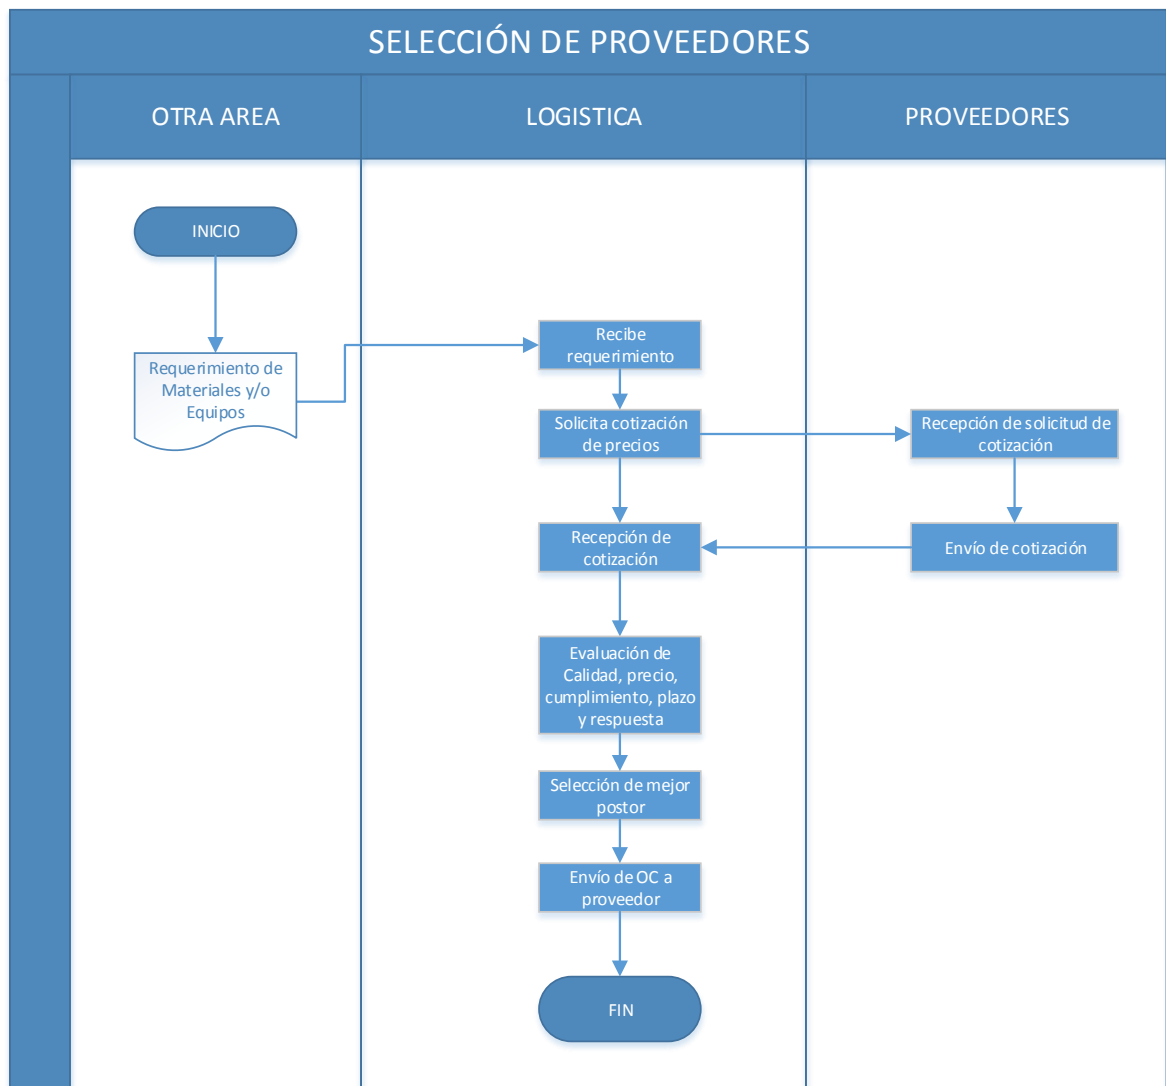 SELECCIÓN DE PROVEEDORES
OTRA AREA
LOGISTICA
PROVEEDORES
INICIO
Requerimiento de
Materiales y/o
Equipos
Recibe
requerimiento
Solicita cotización
de precios
Recepción de solicitud de
cotización
Recepción de
cotización
Envío de cotización
Evaluación de
Calidad, precio,
cumplimiento, plazo
y respuesta
Selección de mejor
postor
Envío de OC a
proveedor
FIN